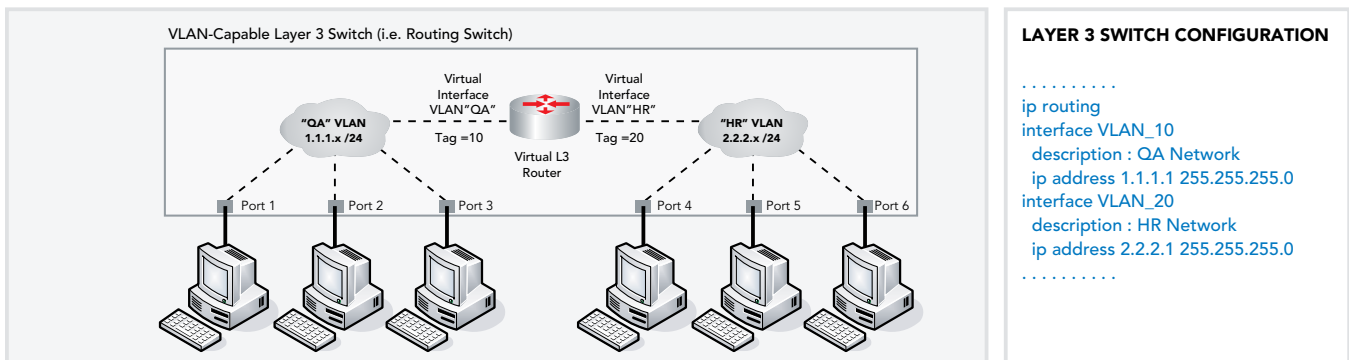 VLAN-Capable Layer 3 Switch (i.e. Routing Switch)
Virtual
Interface
VLAN"QA"
Tag =10
Virtual
Interface
VLAN"HR"
Tag =20
"QA" VLAN
1.1.1.x /24
Virtual L3
Router
"HR" VLAN
2.2.2.x /24
Port 1
Port 2
Port 3
Port 4
Port 5
Port 6
LAYER 3 SWITCH CONFIGURATION
. . . . . . . . . .
ip routing
interface VLAN_10
description : QA Network
ip address 1.1.1.1 255.255.255.0
interface VLAN_20
description : HR Network
ip address 2.2.2.1 255.255.255.0
. . . . . . . . . .